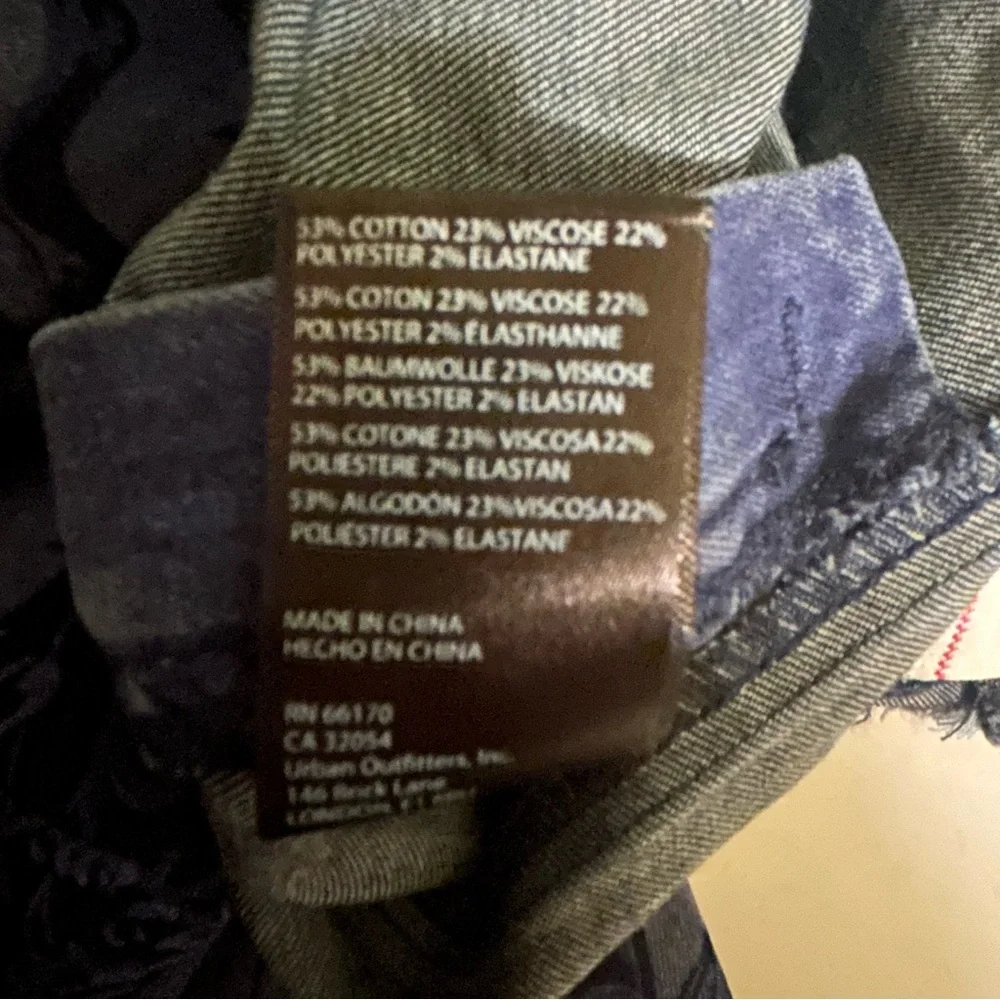 53% COTTON 23% VISCOSE 22%
POLYESTER 2% ELASTANE
53% COTON 23% VISCOSE 22%
POLYESTER 2% ÉLASTHANNE
53% BAUMWOLLE 23% VISKOSE
22% POLYESTER 2% ELASTAN
53% COTONE 23% VISCOSA 22%
POLIESTERE 2% ELASTAN
53% ALGODÓN 23% VISCOSA 22%
POLIÉSTER 2% ELASTANE
MADE IN CHINA
HECHO EN CHINA
RN 66170
CA 32054
Urban Outfitters, Inc.
146 Brick Lane
LONDON,